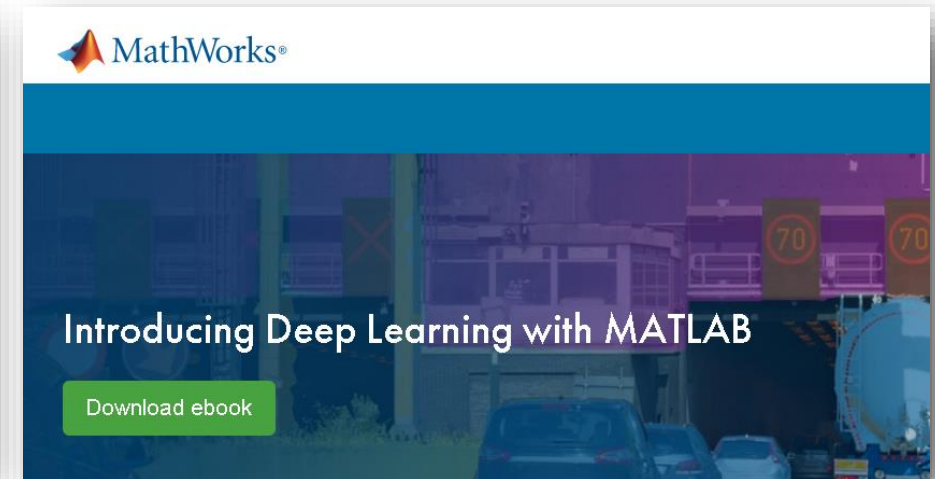 MathWorks®
70
70
Introducing Deep Learning with MATLAB
Download ebook